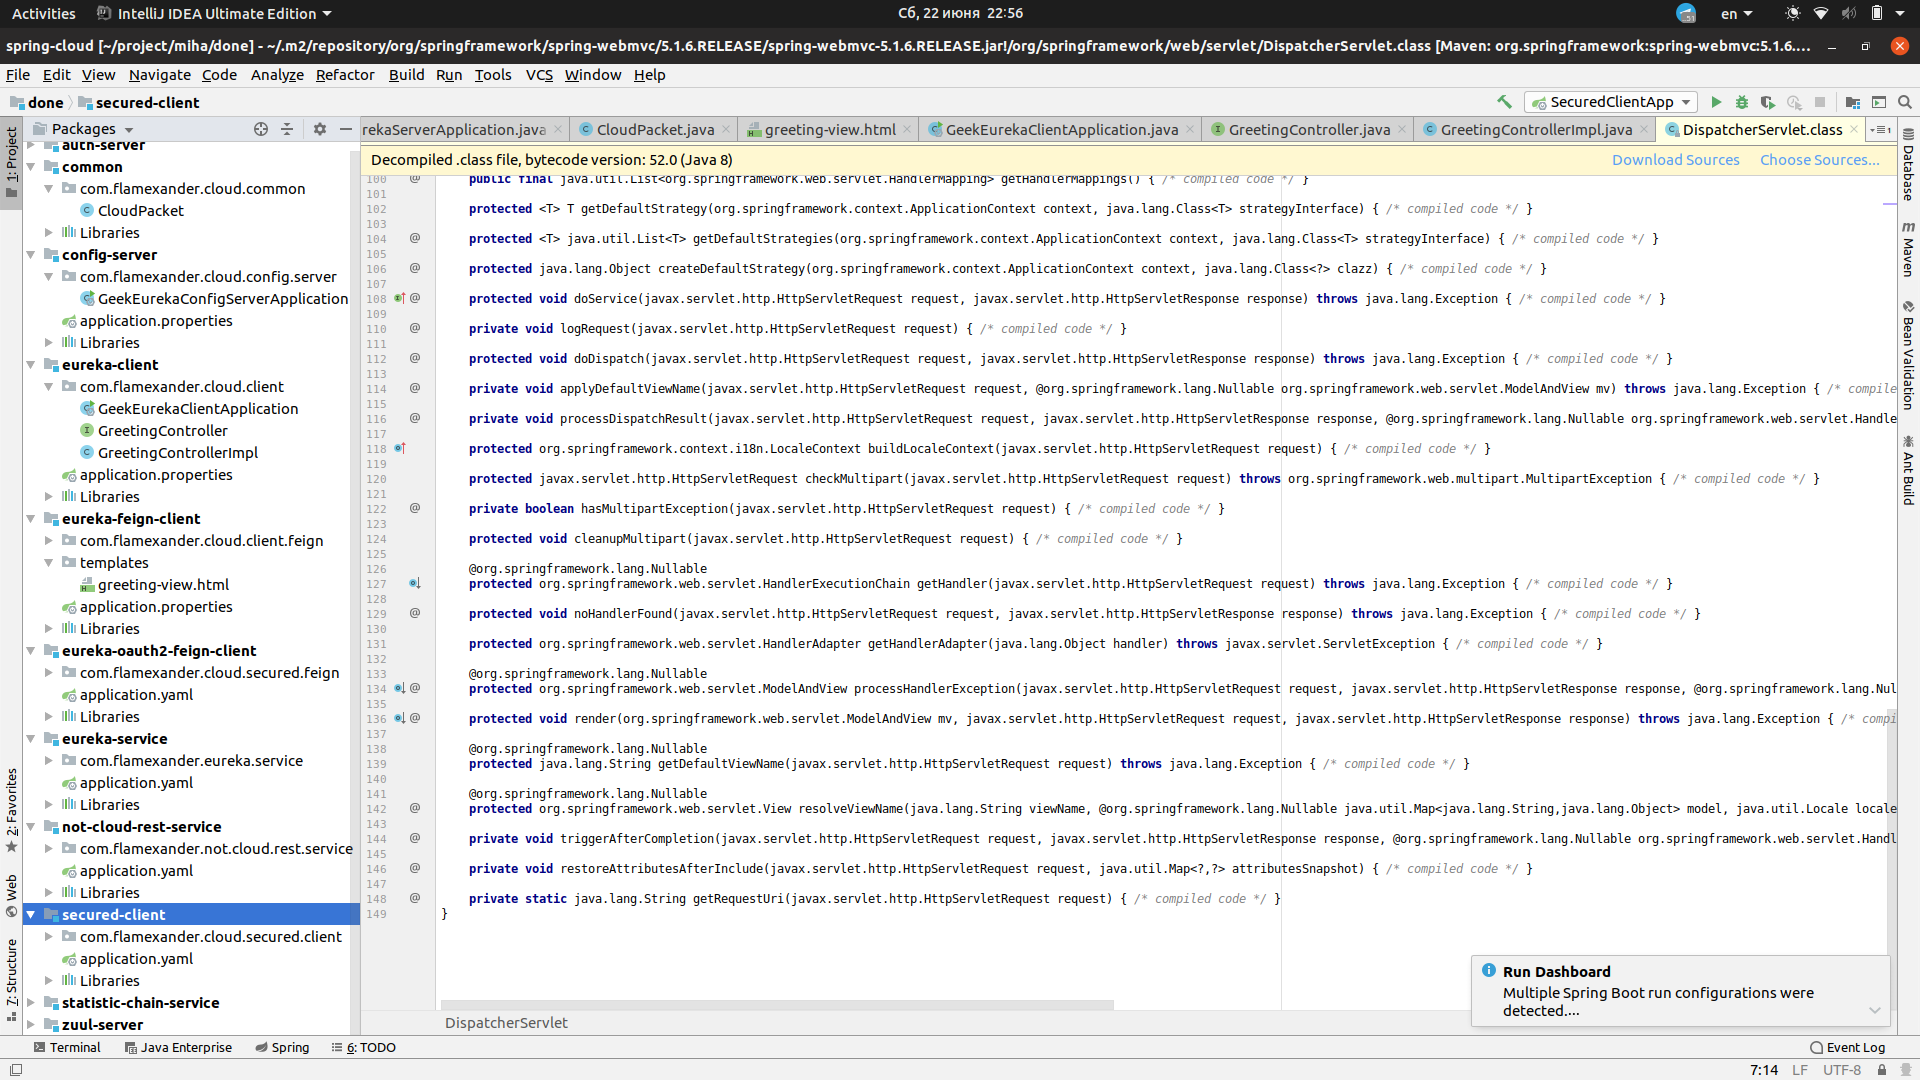 Activities IntelliJ IDEA Ultimate Edition Сб, 22 июня 22:56 51 en
spring-cloud [~/project/miha/done] - ~/.m2/repository/org/springframework/spring-webmvc/5.1.6.RELEASE/spring-webmvc-5.1.6.RELEASE.jar!/org/springframework/web/servlet/DispatcherServlet.class [Maven: org.springframework:spring-webmvc:5.1.6....
File Edit View Navigate Code Analyze Refactor Build Run Tools VCS Window Help
done secured-client SecuredClientApp
Packages
rekaServerApplication.java CloudPacket.java greeting-view.html GeekEurekaClientApplication.java GreetingController.java GreetingControllerImpl.java DispatcherServlet.class
Decompiled .class file, bytecode version: 52.0 (Java 8) Download Sources Choose Sources...
1: Project
2: Favorites
Web
7: Structure
auth-server
common
com.flamexander.cloud.common
CloudPacket
Libraries
config-server
com.flamexander.cloud.config.server
GeekEurekaConfigServerApplication
application.properties
Libraries
eureka-client
com.flamexander.cloud.client
GeekEurekaClientApplication
GreetingController
GreetingControllerImpl
application.properties
Libraries
eureka-feign-client
com.flamexander.cloud.client.feign
templates
greeting-view.html
application.properties
Libraries
eureka-oauth2-feign-client
com.flamexander.cloud.secured.feign
application.yaml
Libraries
eureka-service
com.flamexander.eureka.service
application.yaml
Libraries
not-cloud-rest-service
com.flamexander.not.cloud.rest.service
application.yaml
Libraries
secured-client
com.flamexander.cloud.secured.client
application.yaml
Libraries
statistic-chain-service
zuul-server
100 @ public final java.util.List<org.springframework.web.servlet.HandlerMapping> getHandlerMappings() { /* compiled code */ }
101
102 protected <T> T getDefaultStrategy(org.springframework.context.ApplicationContext context, java.lang.Class<T> strategyInterface) { /* compiled code */ }
103
104 @ protected <T> java.util.List<T> getDefaultStrategies(org.springframework.context.ApplicationContext context, java.lang.Class<T> strategyInterface) { /* compiled code */ }
105
106 @ protected java.lang.Object createDefaultStrategy(org.springframework.context.ApplicationContext context, java.lang.Class<?> clazz) { /* compiled code */ }
107
108 @ protected void doService(javax.servlet.http.HttpServletRequest request, javax.servlet.http.HttpServletResponse response) throws java.lang.Exception { /* compiled code */ }
109
110 @ private void logRequest(javax.servlet.http.HttpServletRequest request) { /* compiled code */ }
111
112 @ protected void doDispatch(javax.servlet.http.HttpServletRequest request, javax.servlet.http.HttpServletResponse response) throws java.lang.Exception { /* compiled code */ }
113
114 @ private void applyDefaultViewName(javax.servlet.http.HttpServletRequest request, @org.springframework.lang.Nullable org.springframework.web.servlet.ModelAndView mv) throws java.lang.Exception { /* compile
115
116 @ private void processDispatchResult(javax.servlet.http.HttpServletRequest request, javax.servlet.http.HttpServletResponse response, @org.springframework.lang.Nullable org.springframework.web.servlet.Handle
117
118 protected org.springframework.context.i18n.LocaleContext buildLocaleContext(javax.servlet.http.HttpServletRequest request) { /* compiled code */ }
119
120 protected javax.servlet.http.HttpServletRequest checkMultipart(javax.servlet.http.HttpServletRequest request) throws org.springframework.web.multipart.MultipartException { /* compiled code */ }
121
122 @ private boolean hasMultipartException(javax.servlet.http.HttpServletRequest request) { /* compiled code */ }
123
124 protected void cleanupMultipart(javax.servlet.http.HttpServletRequest request) { /* compiled code */ }
125
126 @org.springframework.lang.Nullable
127 protected org.springframework.web.servlet.HandlerExecutionChain getHandler(javax.servlet.http.HttpServletRequest request) throws java.lang.Exception { /* compiled code */ }
128
129 @ protected void noHandlerFound(javax.servlet.http.HttpServletRequest request, javax.servlet.http.HttpServletResponse response) throws java.lang.Exception { /* compiled code */ }
130
131 protected org.springframework.web.servlet.HandlerAdapter getHandlerAdapter(java.lang.Object handler) throws javax.servlet.ServletException { /* compiled code */ }
132
133 @org.springframework.lang.Nullable
134 @ protected org.springframework.web.servlet.ModelAndView processHandlerException(javax.servlet.http.HttpServletRequest request, javax.servlet.http.HttpServletResponse response, @org.springframework.lang.Nul
135
136 @ protected void render(org.springframework.web.servlet.ModelAndView mv, javax.servlet.http.HttpServletRequest request, javax.servlet.http.HttpServletResponse response) throws java.lang.Exception { /* compi
137
138 @org.springframework.lang.Nullable
139 protected java.lang.String getDefaultViewName(javax.servlet.http.HttpServletRequest request) throws java.lang.Exception { /* compiled code */ }
140
141 @org.springframework.lang.Nullable
142 @ protected org.springframework.web.servlet.View resolveViewName(java.lang.String viewName, @org.springframework.lang.Nullable java.util.Map<java.lang.String,java.lang.Object> model, java.util.Locale locale
143
144 @ private void triggerAfterCompletion(javax.servlet.http.HttpServletRequest request, javax.servlet.http.HttpServletResponse response, @org.springframework.lang.Nullable org.springframework.web.servlet.Handl
145
146 @ private void restoreAttributesAfterInclude(javax.servlet.http.HttpServletRequest request, java.util.Map<?,?> attributesSnapshot) { /* compiled code */ }
147
148 @ private static java.lang.String getRequestUri(javax.servlet.http.HttpServletRequest request) { /* compiled code */ }
149 }
DispatcherServlet
Database
Maven
Bean Validation
Ant Build
Run Dashboard
Multiple Spring Boot run configurations were
detected....
Terminal Java Enterprise Spring 6: TODO Event Log
7:14 LF UTF-8